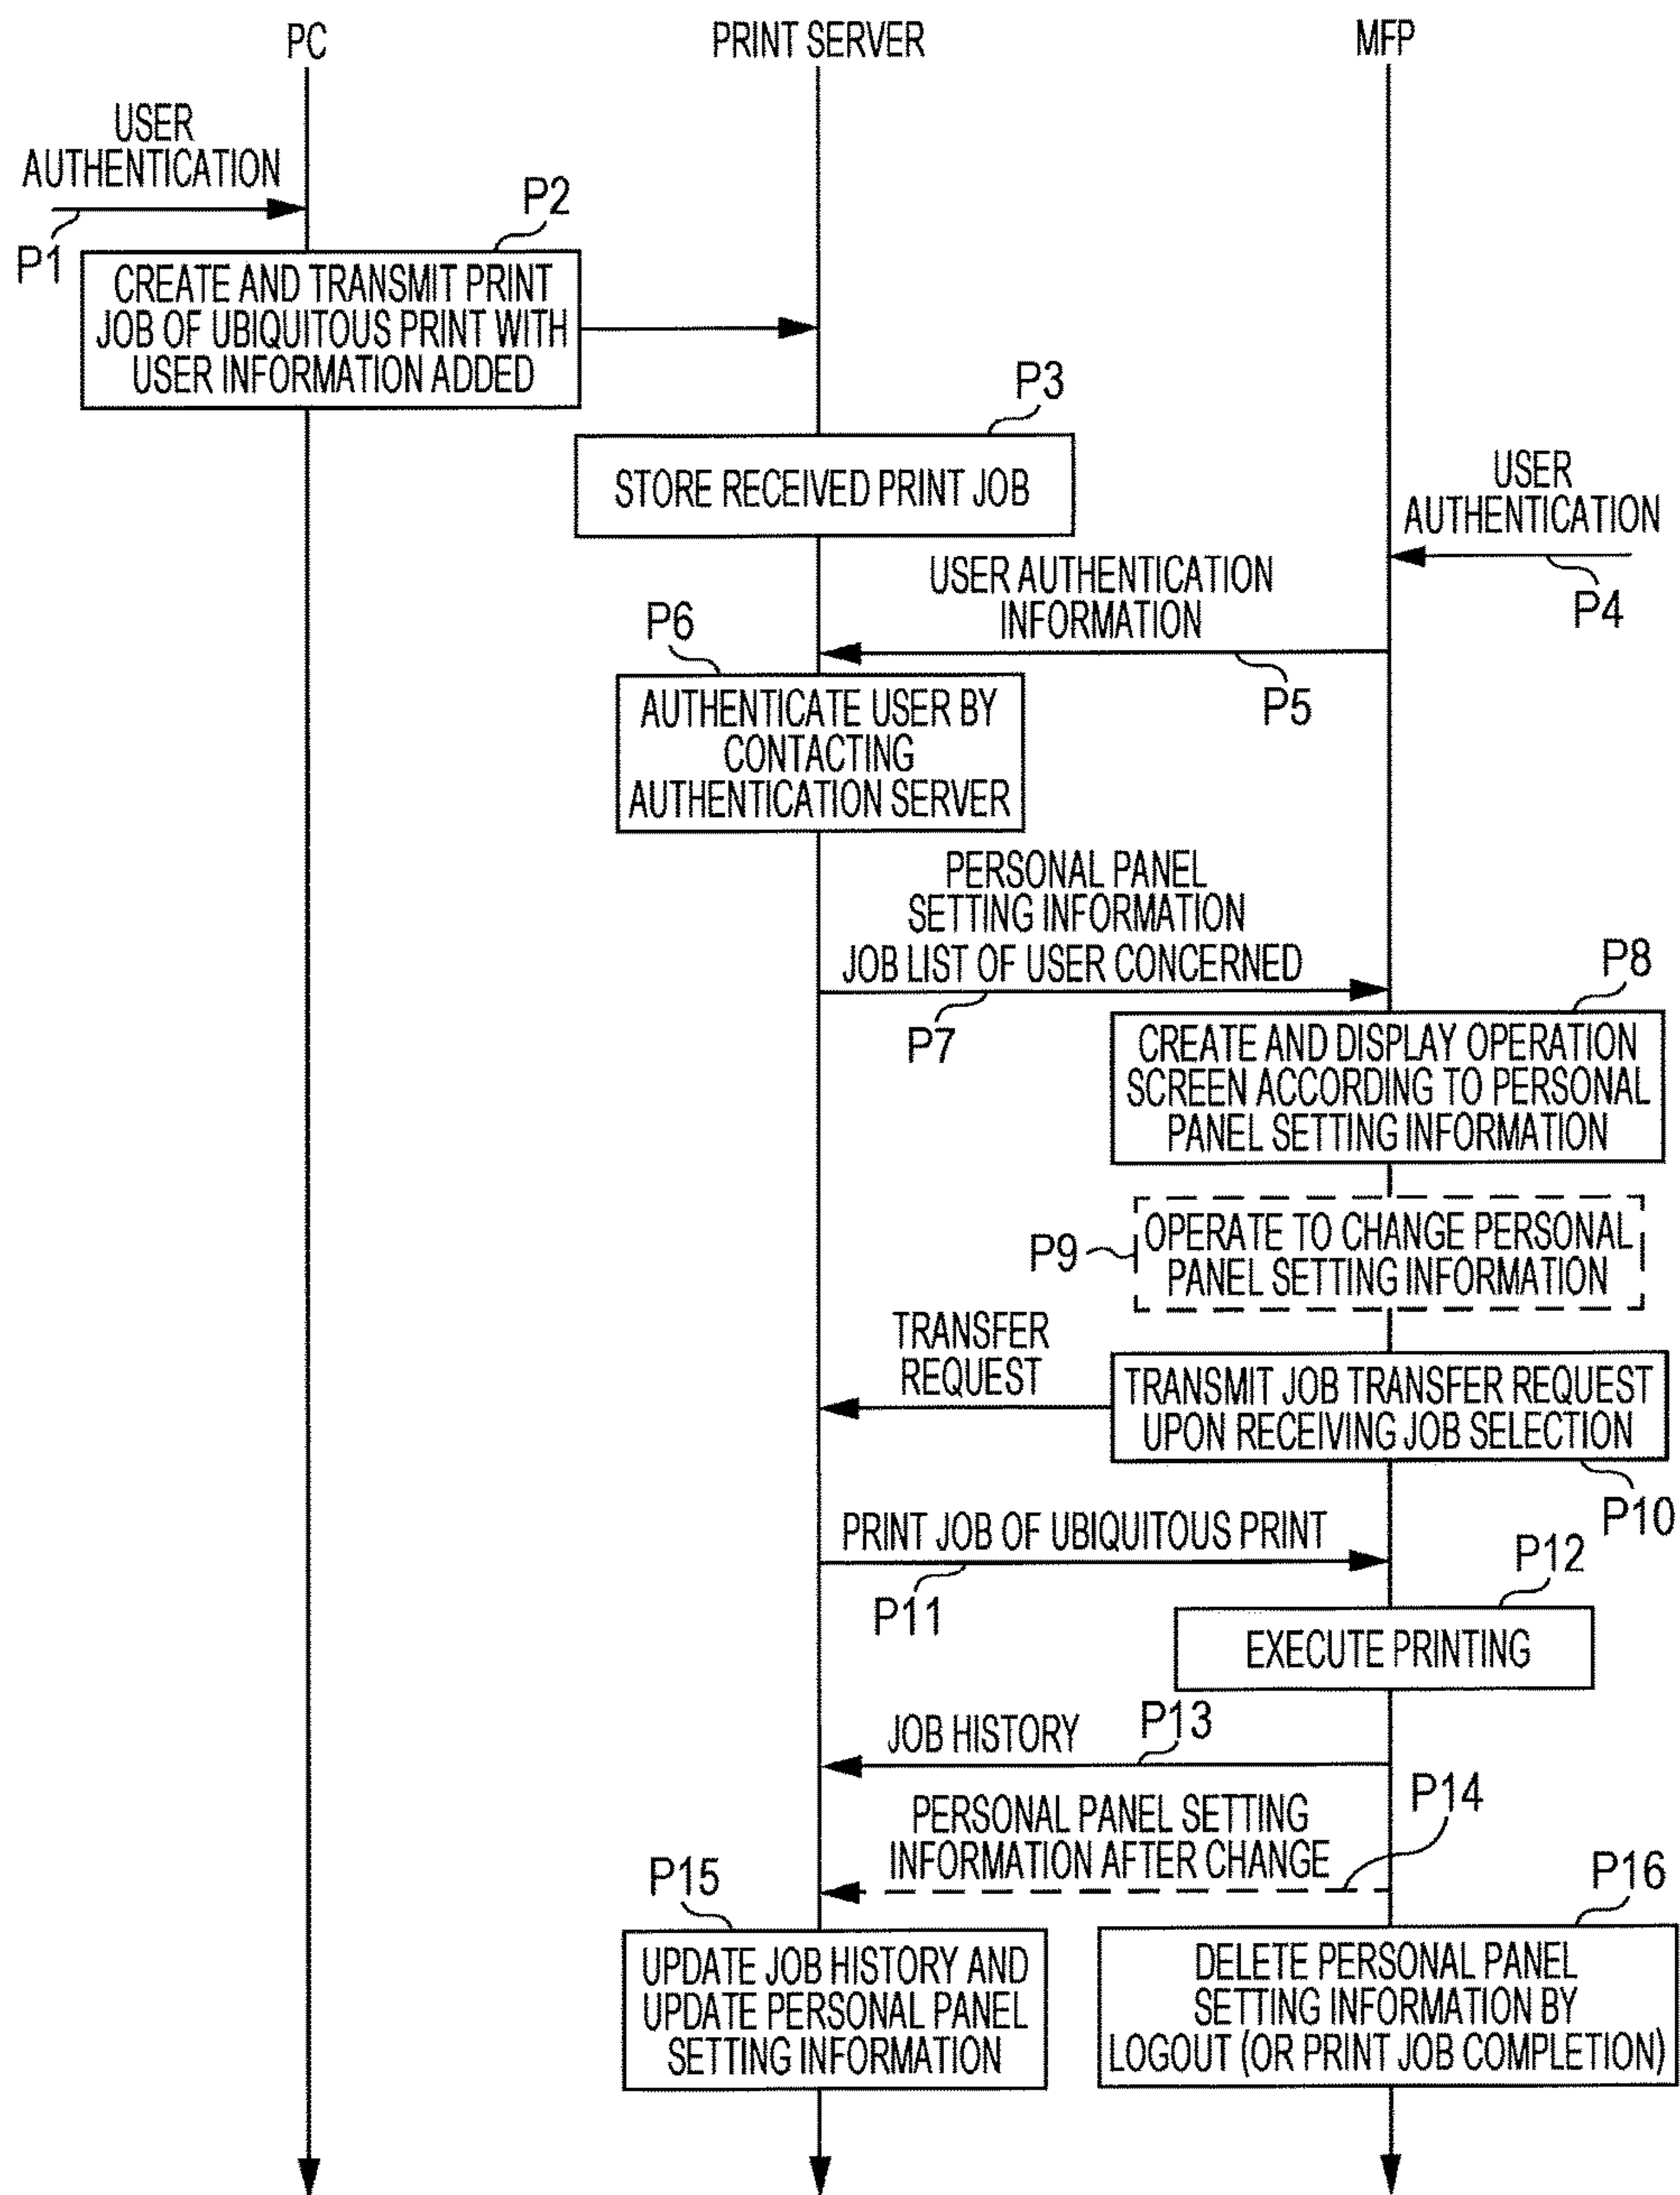 PC
PRINT SERVER
MFP
USER
AUTHENTICATION
P1
P2
CREATE AND TRANSMIT PRINT
JOB OF UBIQUITOUS PRINT WITH
USER INFORMATION ADDED
P3
STORE RECEIVED PRINT JOB
USER
AUTHENTICATION
P4
USER AUTHENTICATION
INFORMATION
P5
P6
AUTHENTICATE USER BY
CONTACTING
AUTHENTICATION SERVER
PERSONAL PANEL
SETTING INFORMATION
JOB LIST OF USER CONCERNED
P7
P8
CREATE AND DISPLAY OPERATION
SCREEN ACCORDING TO PERSONAL
PANEL SETTING INFORMATION
P9
OPERATE TO CHANGE PERSONAL
PANEL SETTING INFORMATION
TRANSFER
REQUEST
TRANSMIT JOB TRANSFER REQUEST
UPON RECEIVING JOB SELECTION
P10
PRINT JOB OF UBIQUITOUS PRINT
P11
P12
EXECUTE PRINTING
JOB HISTORY
P13
PERSONAL PANEL SETTING
INFORMATION AFTER CHANGE
P14
P15
UPDATE JOB HISTORY AND
UPDATE PERSONAL PANEL
SETTING INFORMATION
P16
DELETE PERSONAL PANEL
SETTING INFORMATION BY
LOGOUT (OR PRINT JOB COMPLETION)